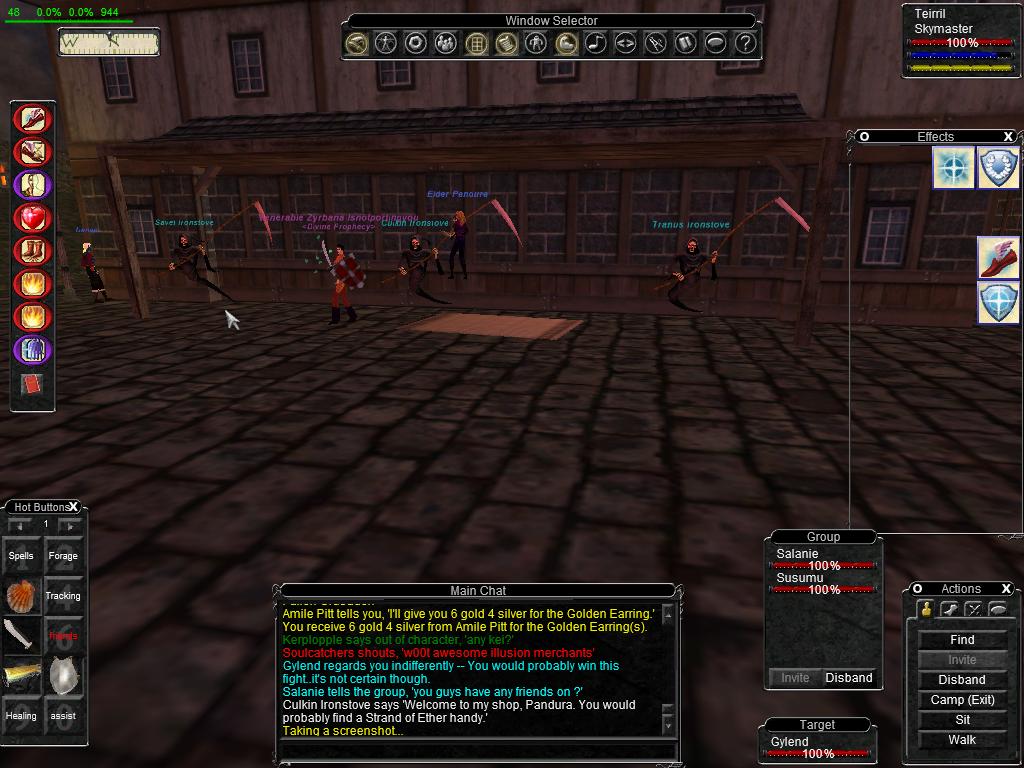 48 0.0% 0.0% 944
W N
Window Selector
Teirril
Skymaster
100%
Effects
Savel Ironstove
Culkin Ironstove
Elder Panoure
<Divine Prophecy>
Tranus Ironstove
Hot Buttons
1
Spells
Forage
Tracking
friends
Healing
assist
Main Chat
Amile Pitt tells you, 'I'll give you 6 gold 4 silver for the Golden Earring.'
You receive 6 gold 4 silver from Amile Pitt for the Golden Earring(s).
Kerplopple says out of character, 'any kei?'
Soulcatchers shouts, 'w00t awesome illusion merchants'
Gylend regards you indifferently -- You would probably win this
fight..it's not certain though.
Salanie tells the group, 'you guys have any friends on ?'
Culkin Ironstove says 'Welcome to my shop, Pandura. You would
probably find a Strand of Ether handy.'
Taking a screenshot...
Group
Salanie
100%
Susumu
100%
Invite Disband
Target
Gylend
100%
Actions
Find
Invite
Disband
Camp (Exit)
Sit
Walk